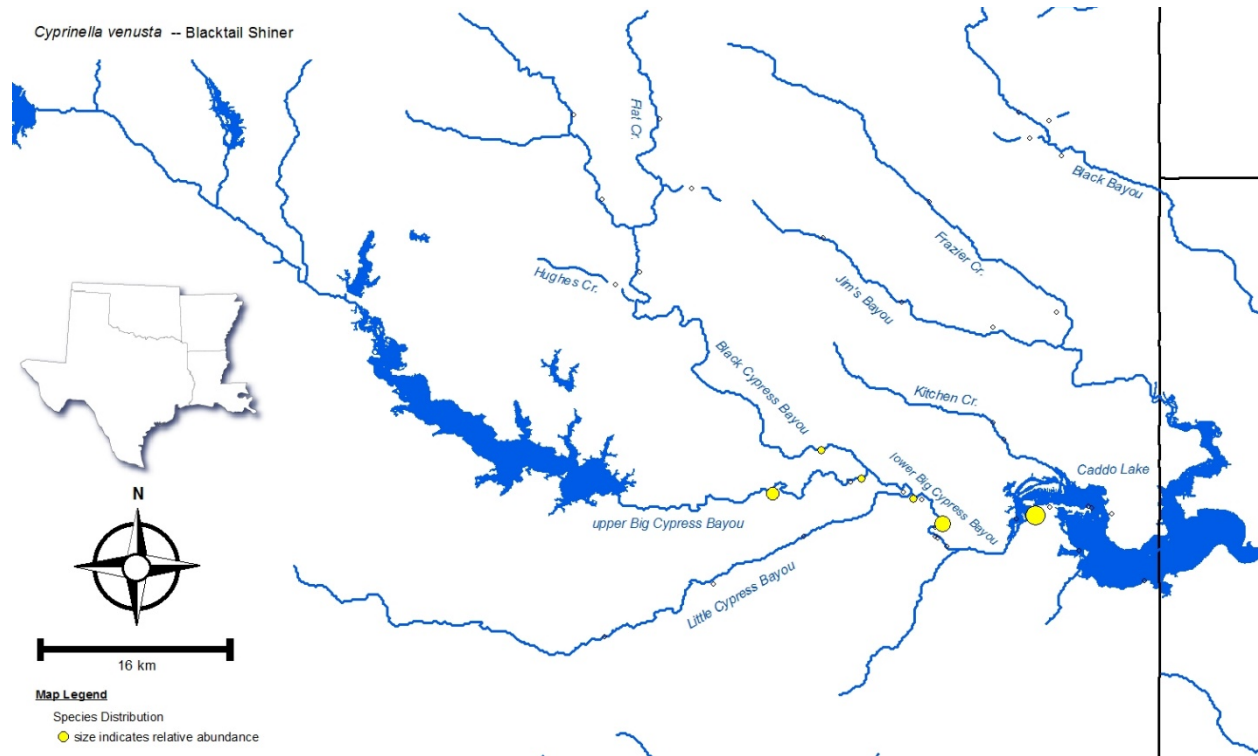 Cyprinella venusta -- Blacktail Shiner
Flat Cr.
Black Bayou
Frazier Cr.
Hughes Cr.
Jim's Bayou
Black Cypress Bayou
Kitchen Cr.
Caddo Lake
lower Big Cypress Bayou
upper Big Cypress Bayou
Little Cypress Bayou
N
16 km
Map Legend
Species Distribution
size indicates relative abundance